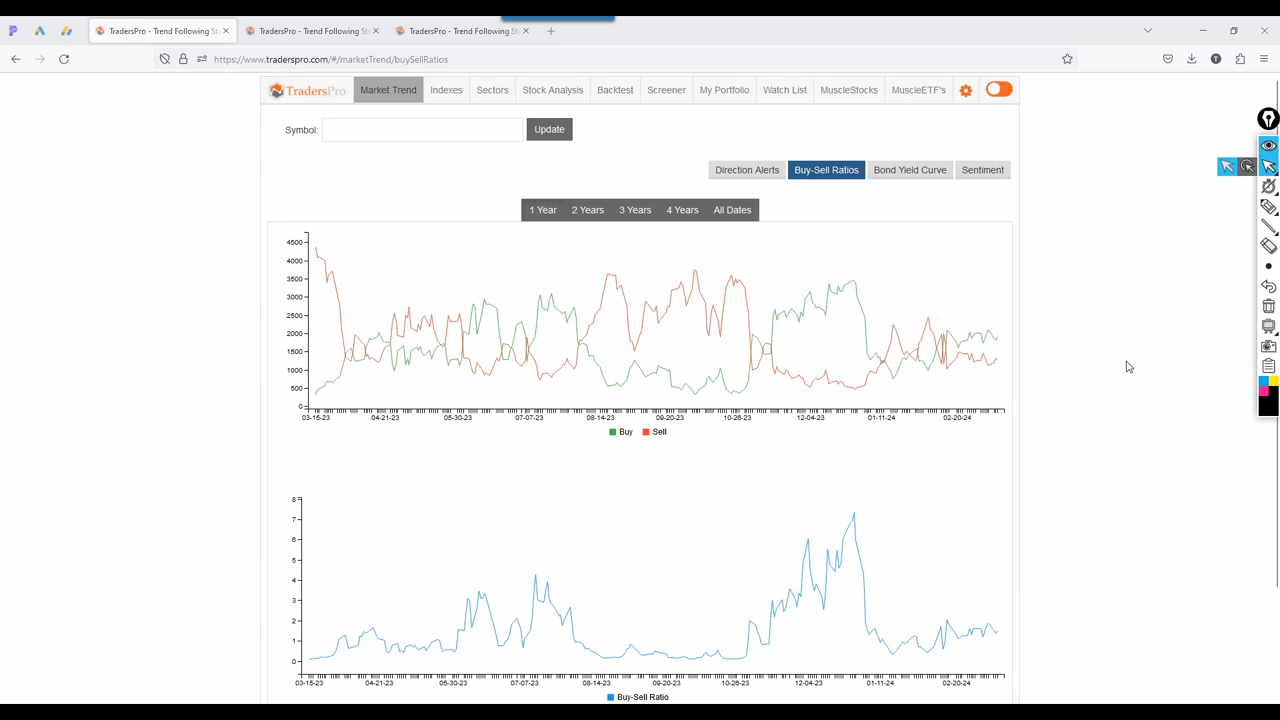 TradersPro - Trend Following St
TradersPro - Trend Following St
TradersPro - Trend Following St
https://www.traderspro.com/#/marketTrend/buySellRatios
TradersPro
Market Trend
Indexes
Sectors
Stock Analysis
Backtest
Screener
My Portfolio
Watch List
MuscleStocks
MuscleETF's
Symbol:
Update
Direction Alerts
Buy-Sell Ratios
Bond Yield Curve
Sentiment
1 Year
2 Years
3 Years
4 Years
All Dates
4500
4000
3500
3000
2500
2000
1500
1000
500
0
03-15-23 04-21-23 05-30-23 07-07-23 08-14-23 09-20-23 10-26-23 12-04-23 01-11-24 02-20-24
Buy Sell
8
7
6
5
4
3
2
1
0
03-15-23 04-21-23 05-30-23 07-07-23 08-14-23 09-20-23 10-26-23 12-04-23 01-11-24 02-20-24
Buy-Sell Ratio